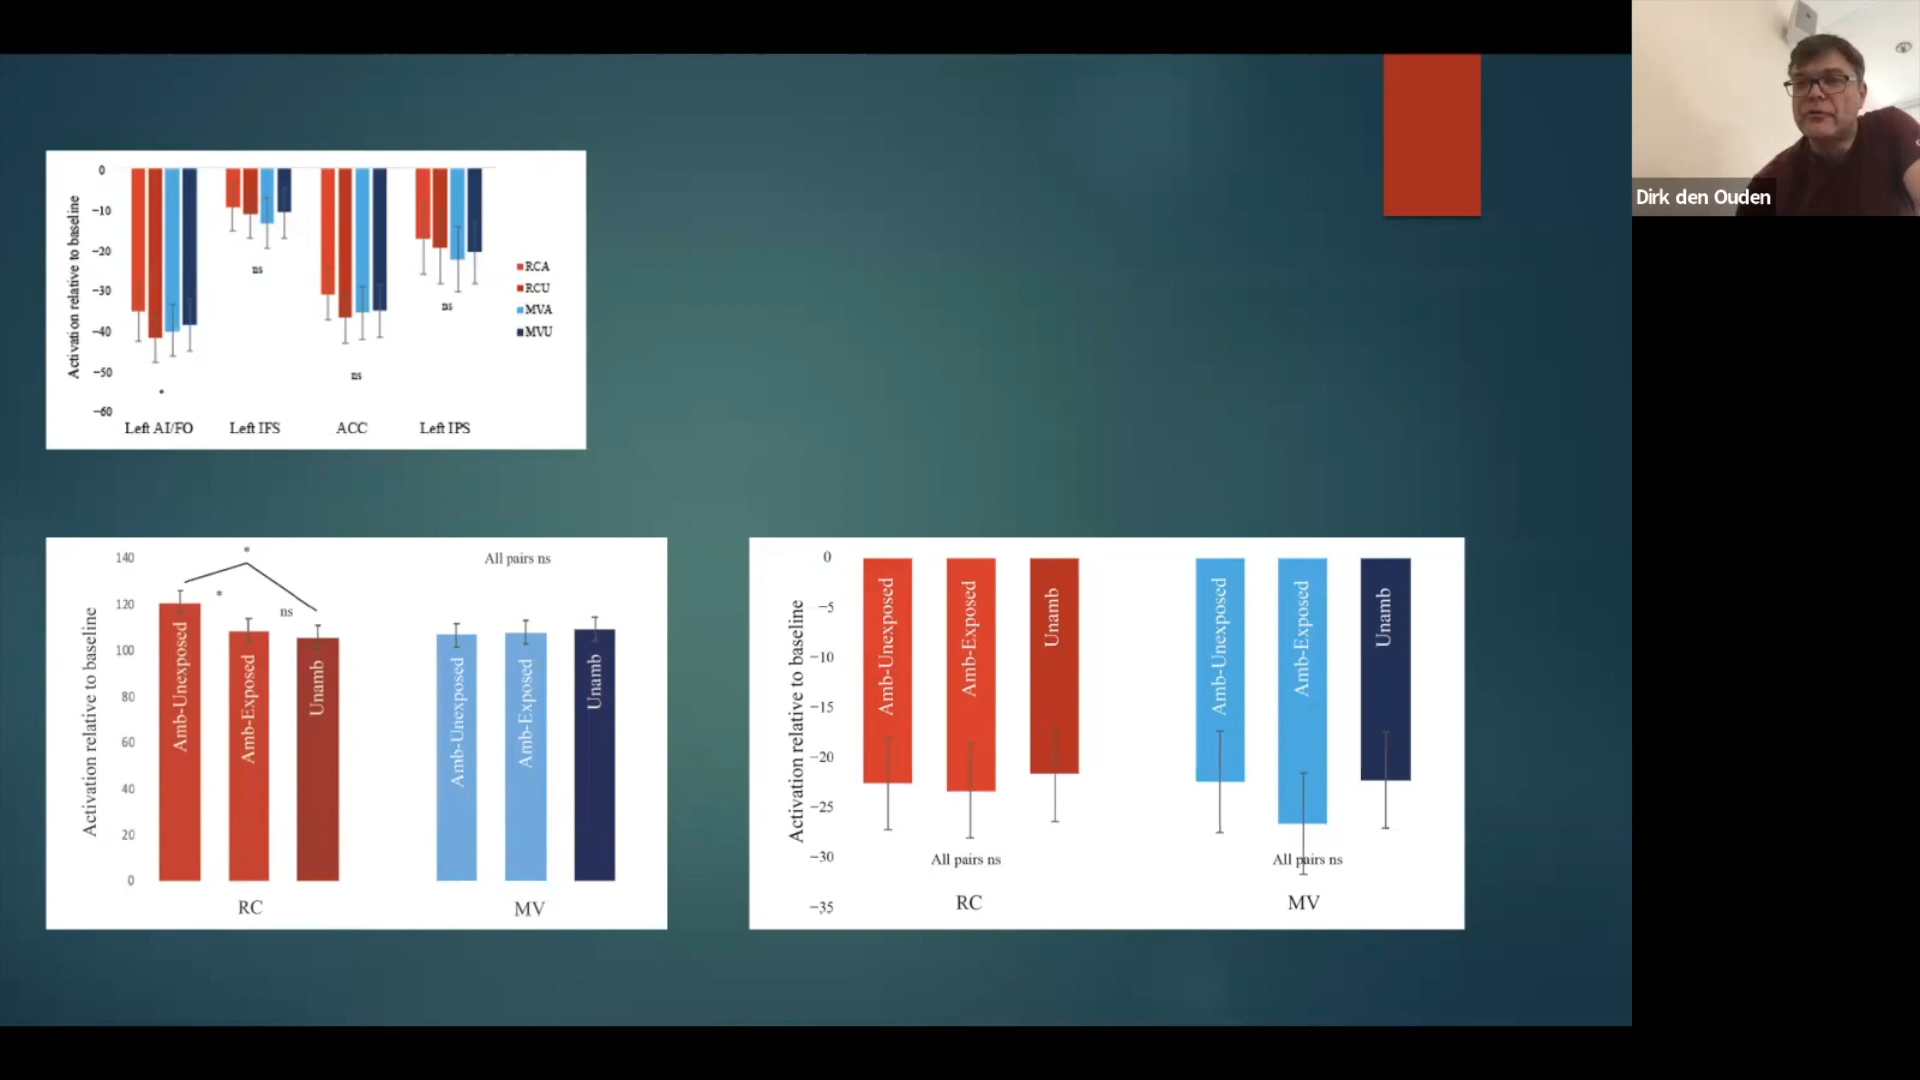 Dirk den Ouden
Activation relative to baseline
0
−10
−20
−30
−40
−50
−60
*
ns
ns
ns
Left AI/FO
Left IFS
ACC
Left IPS
RCA
RCU
MVA
MVU
Activation relative to baseline
140
120
100
80
60
40
20
0
*
*
ns
All pairs ns
Amb-Unexposed
Amb-Exposed
Unamb
Amb-Unexposed
Amb-Exposed
Unamb
RC
MV
Activation relative to baseline
0
−5
−10
−15
−20
−25
−30
−35
Amb-Unexposed
Amb-Exposed
Unamb
Amb-Unexposed
Amb-Exposed
Unamb
All pairs ns
All pairs ns
RC
MV